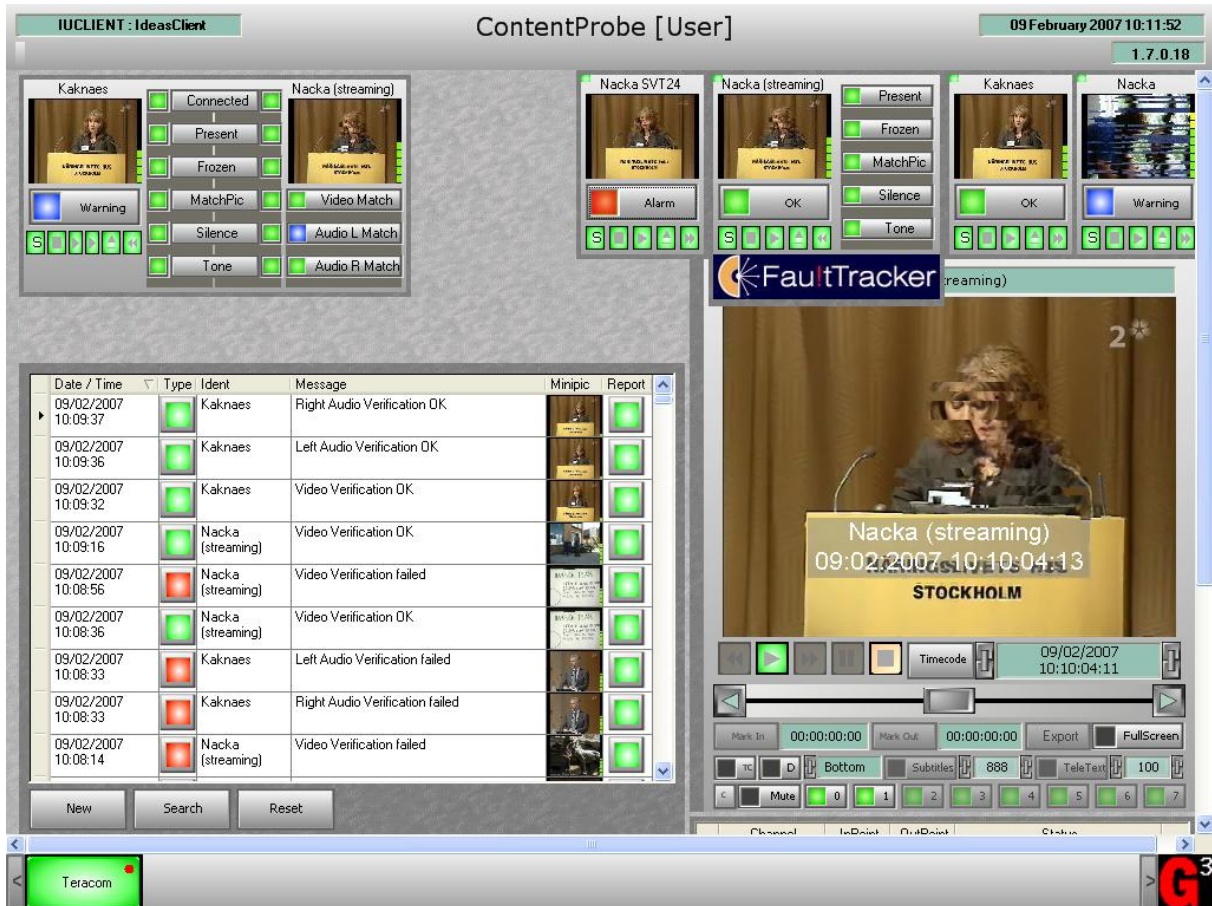 IUCLIENT : IdeasClient
ContentProbe [User]
09 February 2007 10:11:52
1.7.0.18
Kaknaes
Nacka (streaming)
Connected
Present
Frozen
MatchPic
Video Match
Warning
Silence
Audio L Match
S
Tone
Audio R Match
Nacka SVT24
Nacka (streaming)
Kaknaes
Nacka
Present
Frozen
MatchPic
Silence
Tone
Alarm
OK
OK
Warning
S
S
S
S
Fau!tTracker
reaming)
2
Nacka (streaming)
09:02:2007 10:10:04:13
STOCKHOLM
Date / Time Type Ident Message Minipic Report
09/02/2007 10:09:37 Kaknaes Right Audio Verification OK
09/02/2007 10:09:36 Kaknaes Left Audio Verification OK
09/02/2007 10:09:32 Kaknaes Video Verification OK
09/02/2007 10:09:16 Nacka (streaming) Video Verification OK
09/02/2007 10:08:56 Nacka (streaming) Video Verification failed
09/02/2007 10:08:36 Nacka (streaming) Video Verification OK
09/02/2007 10:08:33 Kaknaes Left Audio Verification failed
09/02/2007 10:08:33 Kaknaes Right Audio Verification failed
09/02/2007 10:08:14 Nacka (streaming) Video Verification failed
New Search Reset
Timecode
09/02/2007
10:10:04:11
Mark In 00:00:00:00 Mark Out 00:00:00:00 Export FullScreen
TC D Bottom Subtitles 888 TeleText 100
C Mute 0 1 2 3 4 5 6 7
Channel InPoint OutPoint Status
< Teracom > G3